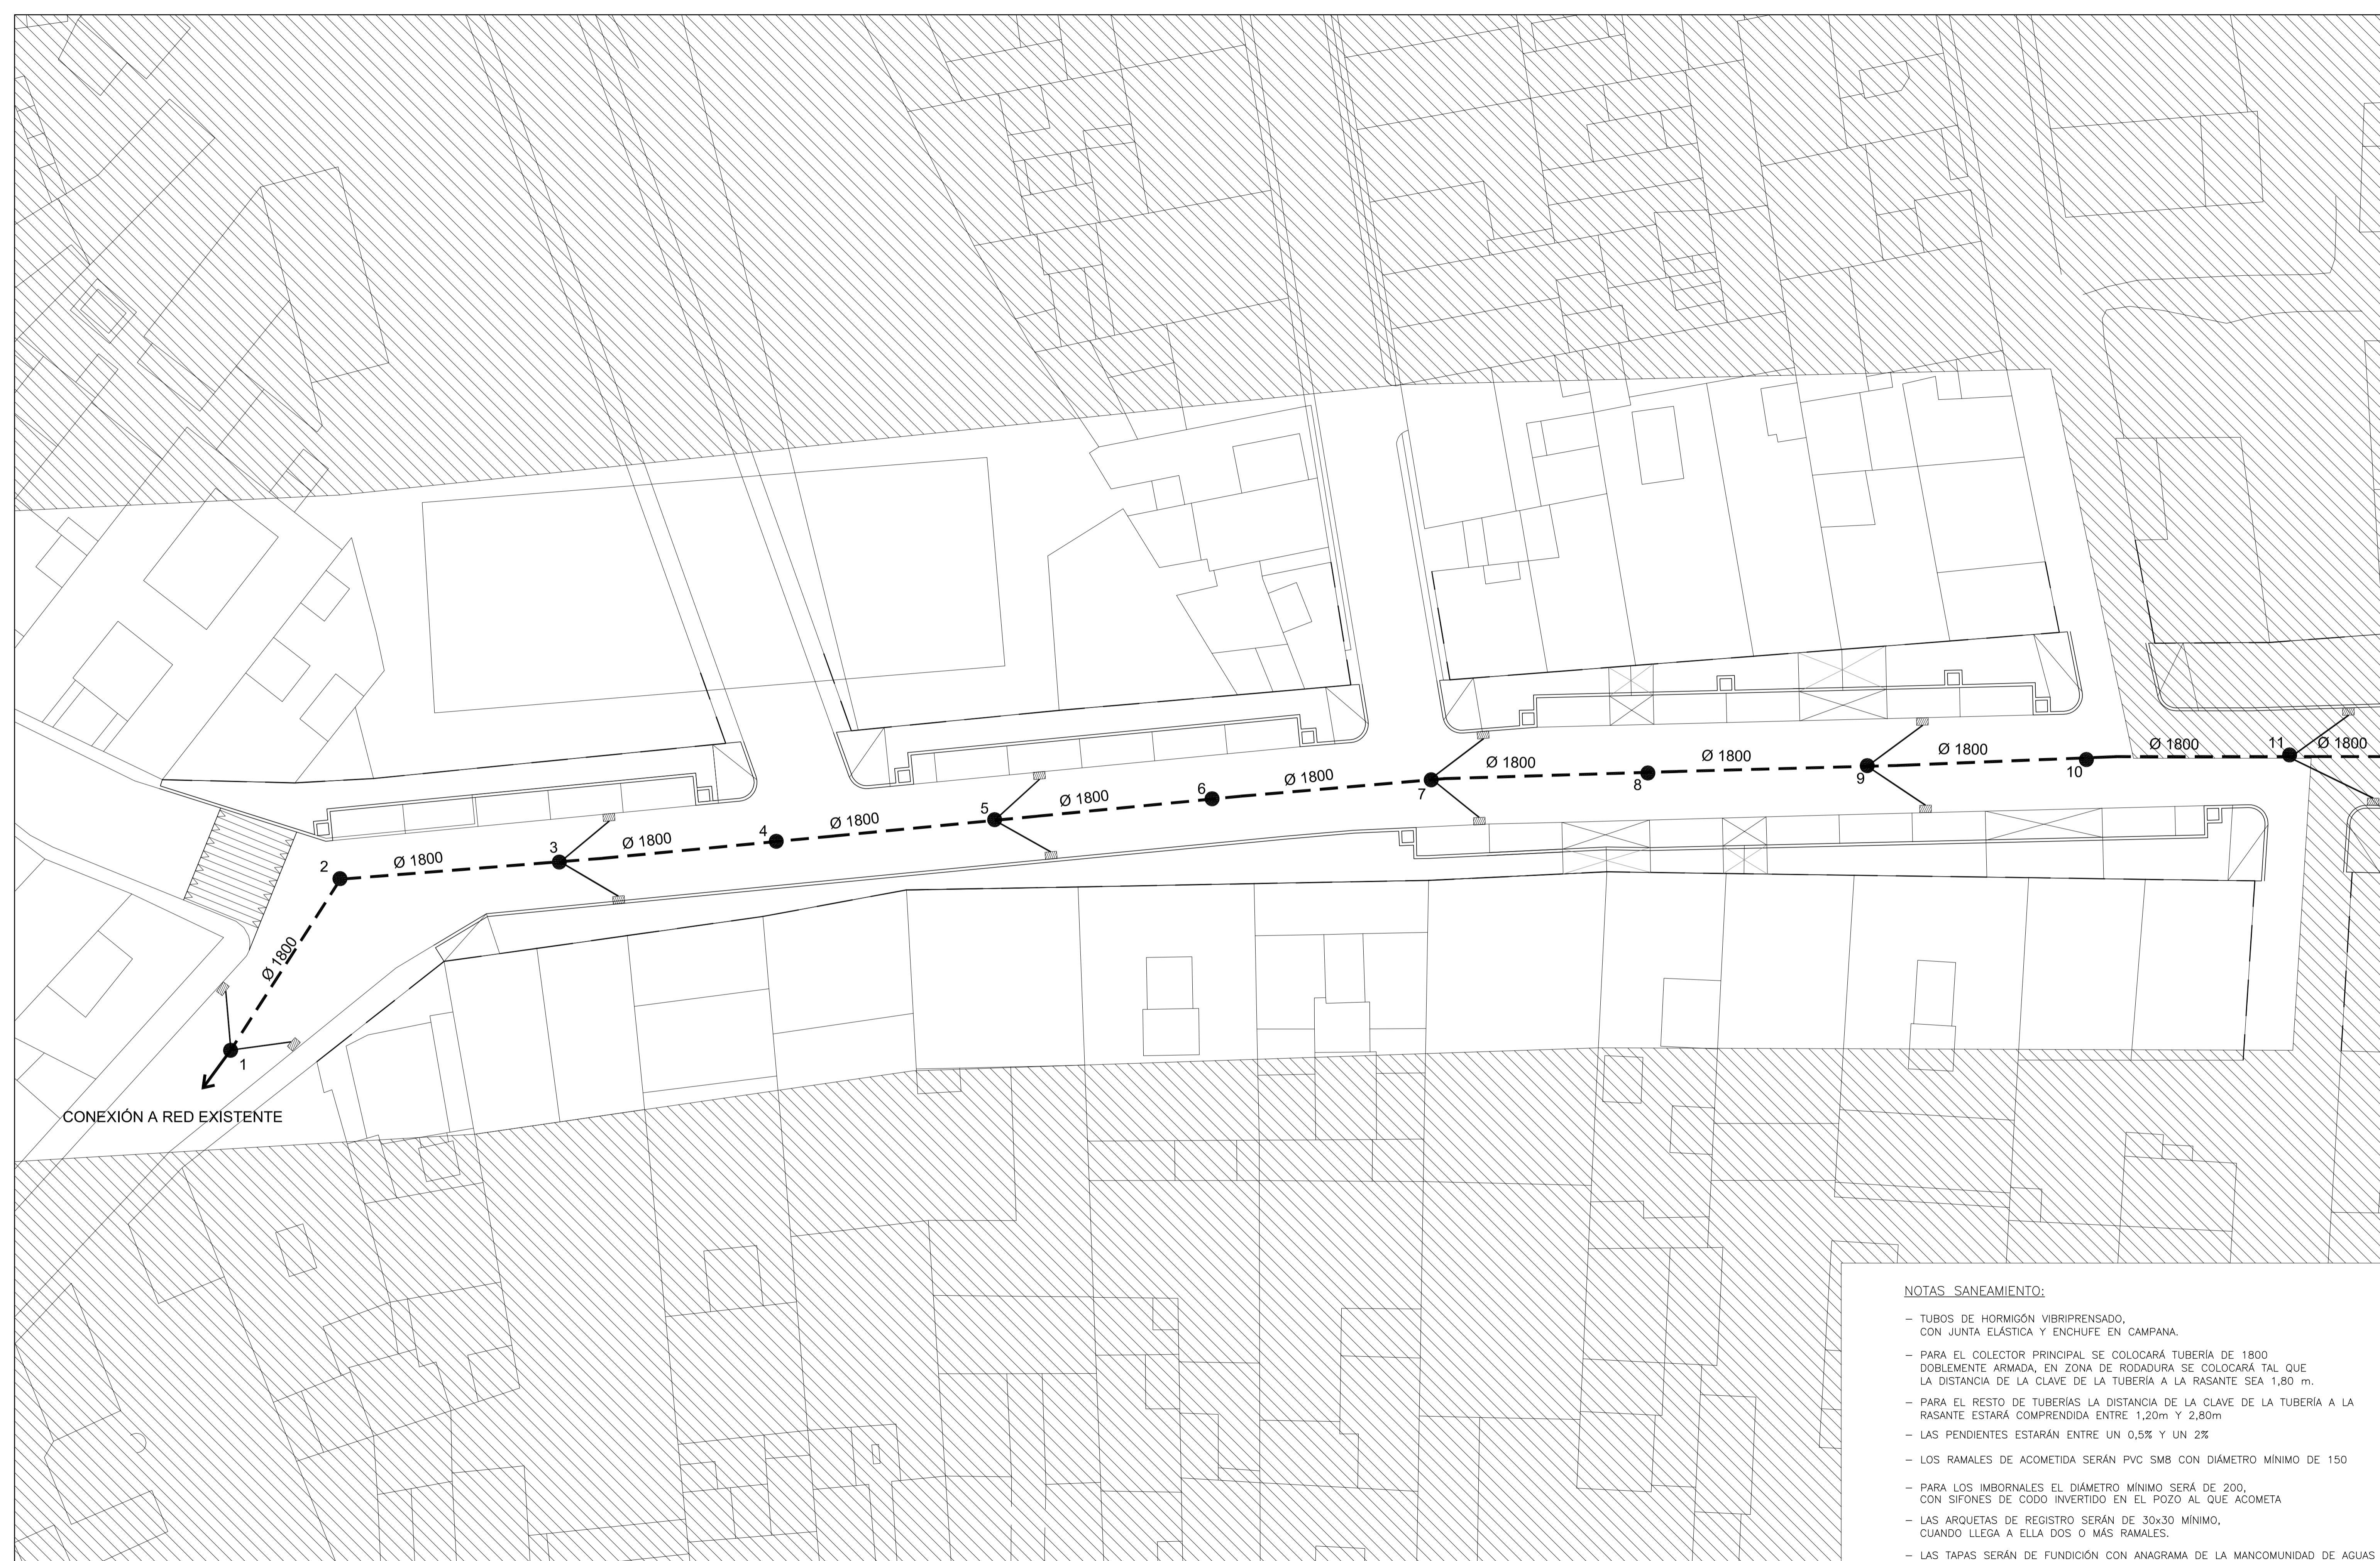 Ø 1800
11
Ø 1800
Ø 1800
10
Ø 1800
9
Ø 1800
8
Ø 1800
7
Ø 1800
6
Ø 1800
5
Ø 1800
4
Ø 1800
3
Ø 1800
2
Ø 1800
1
CONEXIÓN A RED EXISTENTE
NOTAS SANEAMIENTO:
– TUBOS DE HORMIGÓN VIBRIPRENSADO,
CON JUNTA ELÁSTICA Y ENCHUFE EN CAMPANA.
– PARA EL COLECTOR PRINCIPAL SE COLOCARÁ TUBERÍA DE 1800
DOBLEMENTE ARMADA, EN ZONA DE RODADURA SE COLOCARÁ TAL QUE
LA DISTANCIA DE LA CLAVE DE LA TUBERÍA A LA RASANTE SEA 1,80 m.
– PARA EL RESTO DE TUBERÍAS LA DISTANCIA DE LA CLAVE DE LA TUBERÍA A LA
RASANTE ESTARÁ COMPRENDIDA ENTRE 1,20m Y 2,80m
– LAS PENDIENTES ESTARÁN ENTRE UN 0,5% Y UN 2%
– LOS RAMALES DE ACOMETIDA SERÁN PVC SM8 CON DIÁMETRO MÍNIMO DE 150
– PARA LOS IMBORNALES EL DIÁMETRO MÍNIMO SERÁ DE 200,
CON SIFONES DE CODO INVERTIDO EN EL POZO AL QUE ACOMETA
– LAS ARQUETAS DE REGISTRO SERÁN DE 30x30 MÍNIMO,
CUANDO LLEGA A ELLA DOS O MÁS RAMALES.
– LAS TAPAS SERÁN DE FUNDICIÓN CON ANAGRAMA DE LA MANCOMUNIDAD DE AGUAS